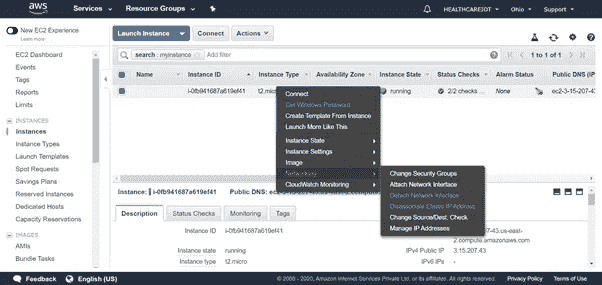 aws
Services
Resource Groups
HEALTHCAREIOT
Ohio
Support
New EC2 Experience
Learn more
Launch Instance
Connect
Actions
search : myinstance
Add filter
1 to 1 of 1
EC2 Dashboard
Events
Tags
Reports
Limits
INSTANCES
Instances
Instance Types
Launch Templates
Spot Requests
Savings Plans
Reserved Instances
Dedicated Hosts
Capacity Reservations
IMAGES
AMIs
Bundle Tasks
Name
Instance ID
Instance Type
Availability Zone
Instance State
Status Checks
Alarm Status
Public DNS (IP
i-0fb941687a619ef41
t2.micro
running
2/2 checks ...
None
ec2-3-15-207-
Connect
Get Windows Password
Create Template From Instance
Launch More Like This
Instance State
Instance Settings
Image
Networking
CloudWatch Monitoring
Change Security Groups
Attach Network Interface
Detach Network Interface
Disassociate Elastic IP Address
Change Source/Dest. Check
Manage IP Addresses
Instance: i-0fb941687a619ef41 Public DNS: ec2-3-15-207-43
Description
Status Checks
Monitoring
Tags
Instance ID
i-0fb941687a619ef41
07-43.us-east-
2.compute.amazonaws.com
Instance state
running
IPv4 Public IP
3.15.207.43
Instance type
t2.micro
IPv6 IPs
-
Feedback
English (US)
© 2008 - 2020, Amazon Internet Services Private Ltd. or its affiliates. All rights reserved.
Privacy Policy
Terms of Use